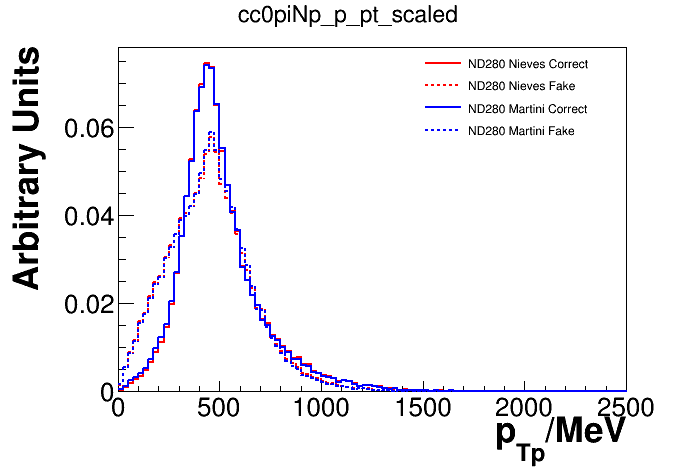 cc0piNp_p_pt_scaled
Arbitrary Units
ND280 Nieves Correct
ND280 Nieves Fake
ND280 Martini Correct
ND280 Martini Fake
0.06
0.04
0.02
0
0 500 1000 1500 2000 2500
p_Tp/MeV